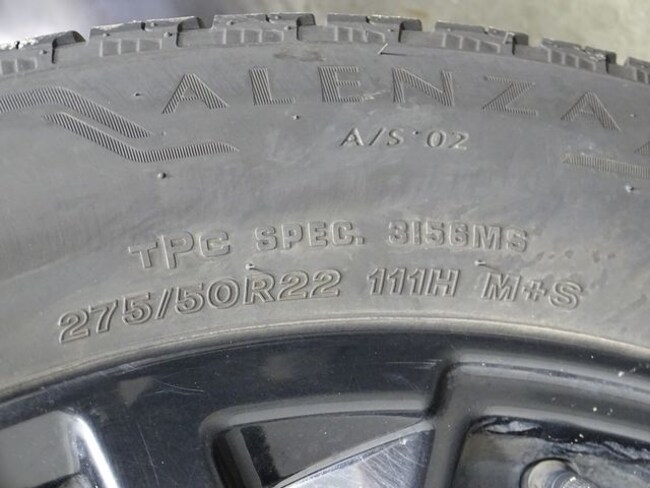 ALENZA
A/S 02
TPC SPEC. 3156MS
275/50R22 111H M+S